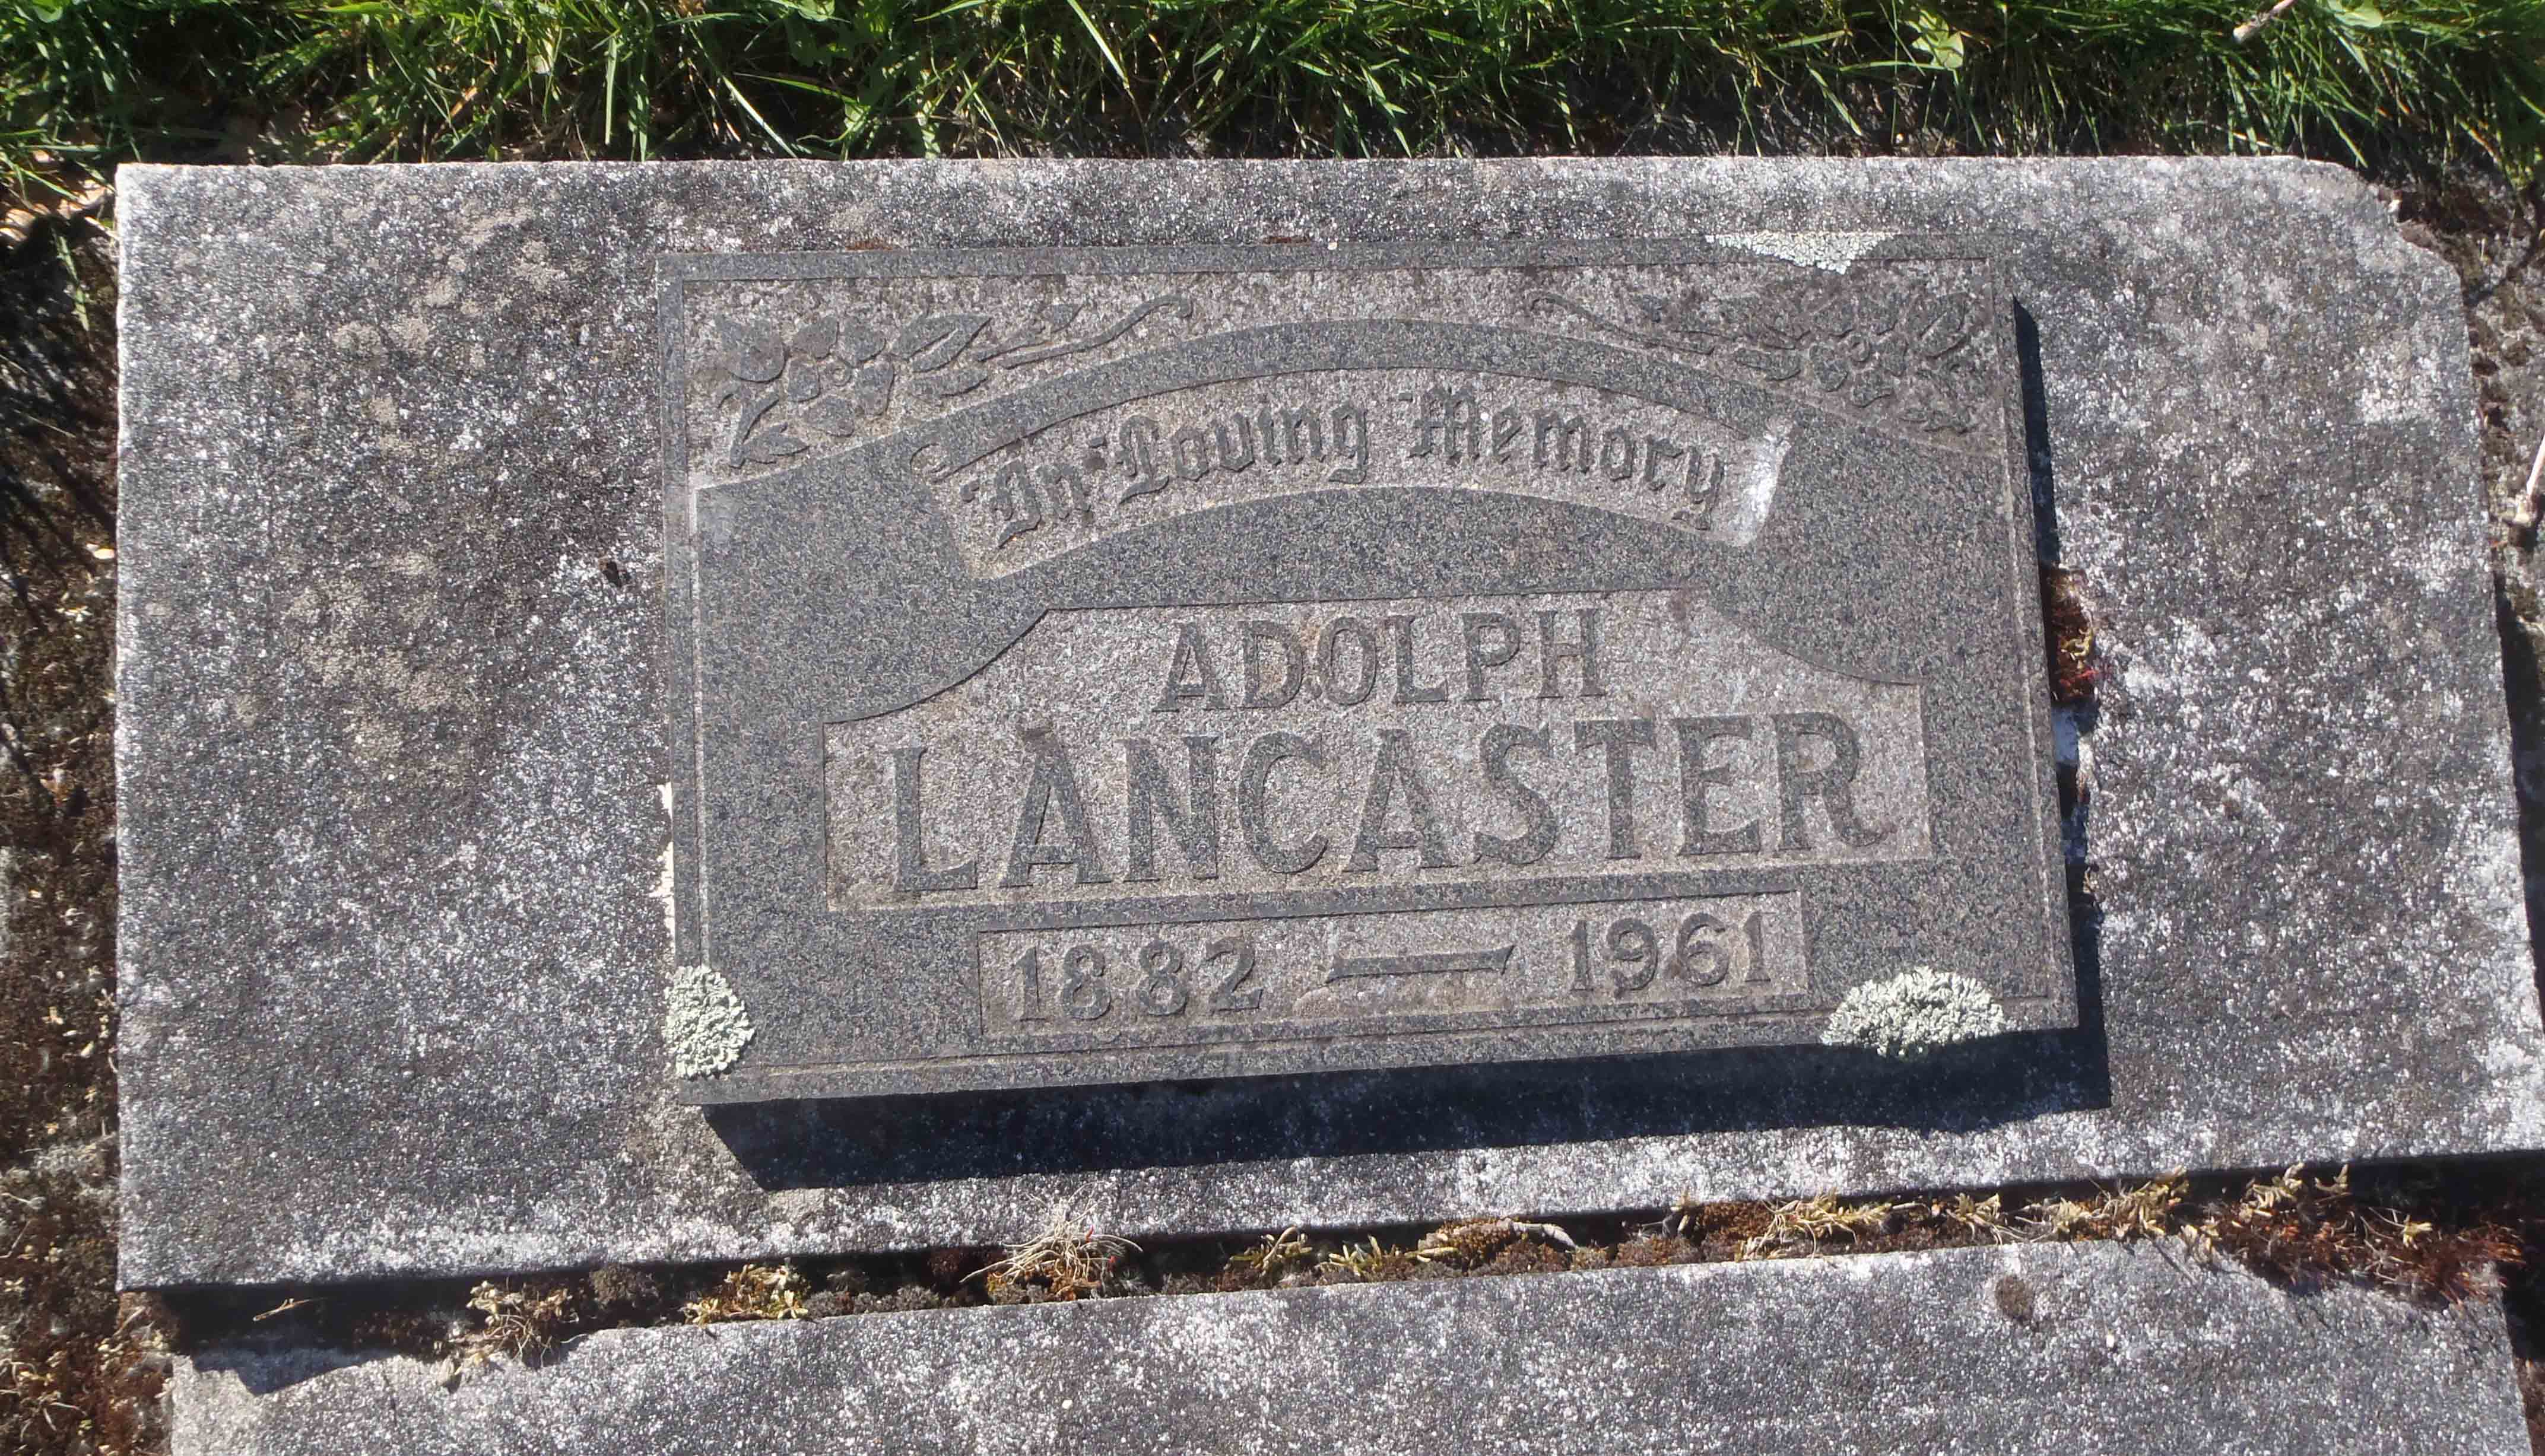 In Loving Memory
ADOLPH
LANCASTER
1882 — 1961